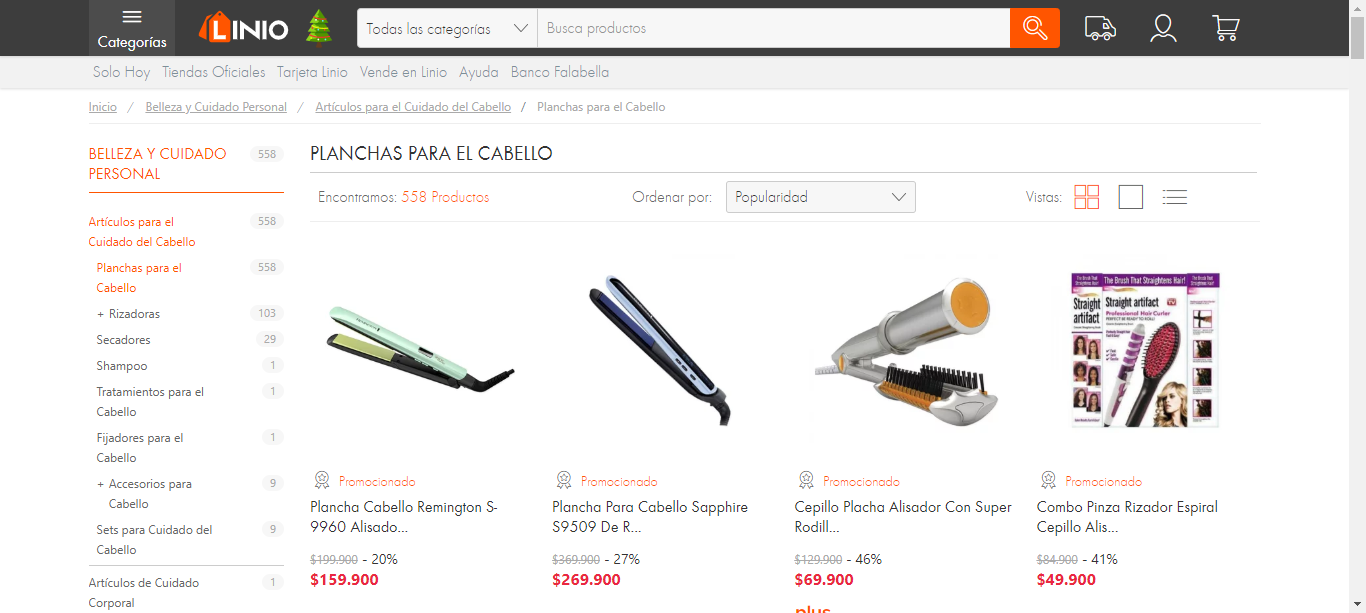 Categorías
LINIO
Todas las categorías
Busca productos
Solo Hoy Tiendas Oficiales Tarjeta Linio Vende en Linio Ayuda Banco Falabella
Inicio / Belleza y Cuidado Personal / Artículos para el Cuidado del Cabello / Planchas para el Cabello
BELLEZA Y CUIDADO 558
PERSONAL
Artículos para el 558
Cuidado del Cabello
Planchas para el 558
Cabello
+ Rizadoras 103
Secadores 29
Shampoo 1
Tratamientos para el 1
Cabello
Fijadores para el 1
Cabello
+ Accesorios para 9
Cabello
Sets para Cuidado del 9
Cabello
Artículos de Cuidado 1
Corporal
PLANCHAS PARA EL CABELLO
Encontramos: 558 Productos
Ordenar por: Popularidad
Vistas:
The Brush That Straightens Hair!
Straight artifact
Straight artifact
Professional Hair Curler
Promocionado
Plancha Cabello Remington S-
9960 Alisado...
$199.900 - 20%
$159.900
Promocionado
Plancha Para Cabello Sapphire
S9509 De R...
$369.900 - 27%
$269.900
Promocionado
Cepillo Placha Alisador Con Super
Rodill...
$129.900 - 46%
$69.900
plus
Promocionado
Combo Pinza Rizador Espiral
Cepillo Alis...
$84.900 - 41%
$49.900